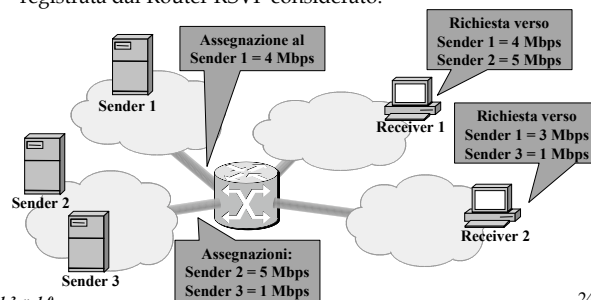 registrata dal Router RSVP considerato.
Richiesta verso
Sender 1 = 4 Mbps
Sender 2 = 5 Mbps
Assegnazione al
Sender 1 = 4 Mbps
Sender 1
Receiver 1
Richiesta verso
Sender 1 = 3 Mbps
Sender 3 = 1 Mbps
Sender 2
Receiver 2
Assegnazioni:
Sender 2 = 5 Mbps
Sender 3 = 1 Mbps
Sender 3